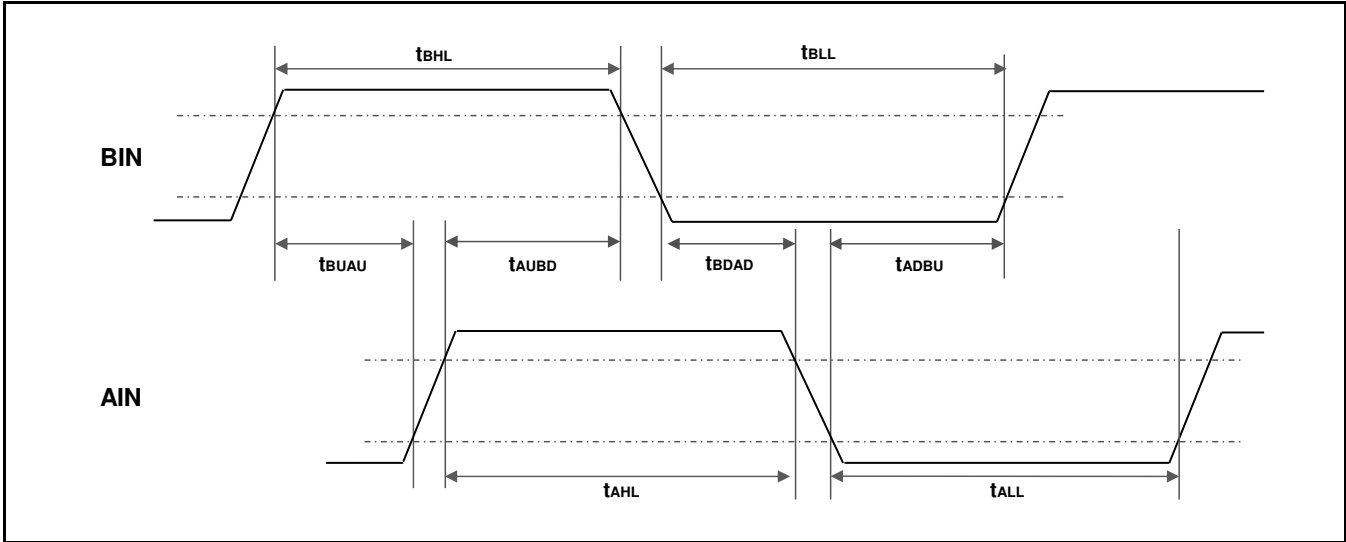 tBHL
tBLL
BIN
tBUAU
tAUBD
tBDAD
tADBU
AIN
tAHL
tALL